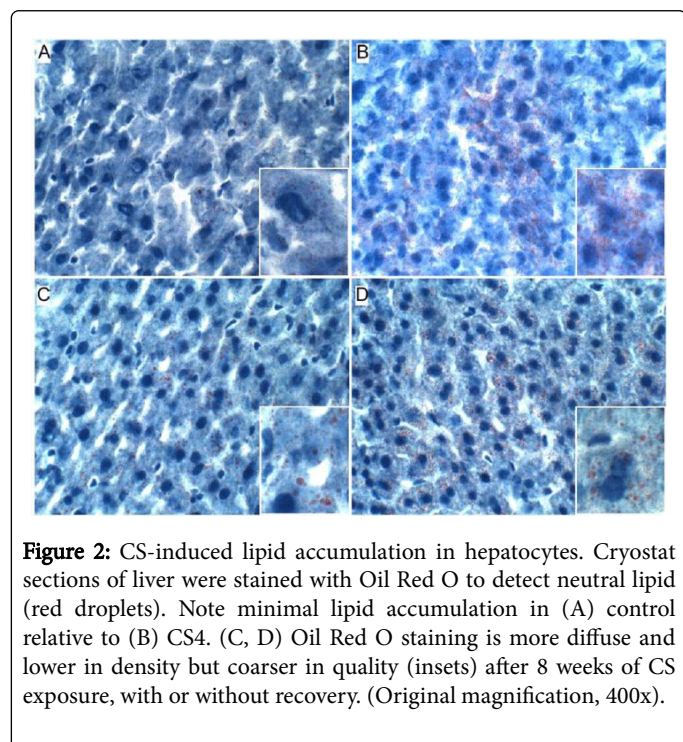 A
B
C
D
Figure 2: CS-induced lipid accumulation in hepatocytes. Cryostat
sections of liver were stained with Oil Red O to detect neutral lipid
(red droplets). Note minimal lipid accumulation in (A) control
relative to (B) CS4. (C, D) Oil Red O staining is more diffuse and
lower in density but coarser in quality (insets) after 8 weeks of CS
exposure, with or without recovery. (Original magnification, 400x).